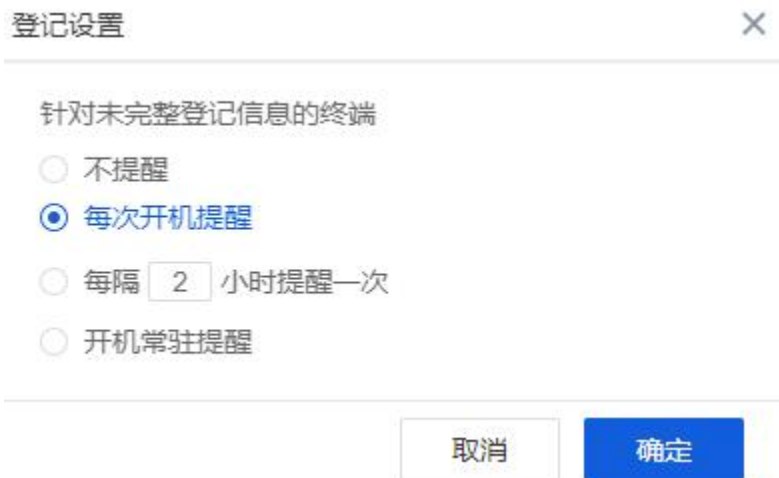 登记设置
针对未完整登记信息的终端
不提醒
每次开机提醒
每隔 2 小时提醒一次
开机常驻提醒
取消 确定